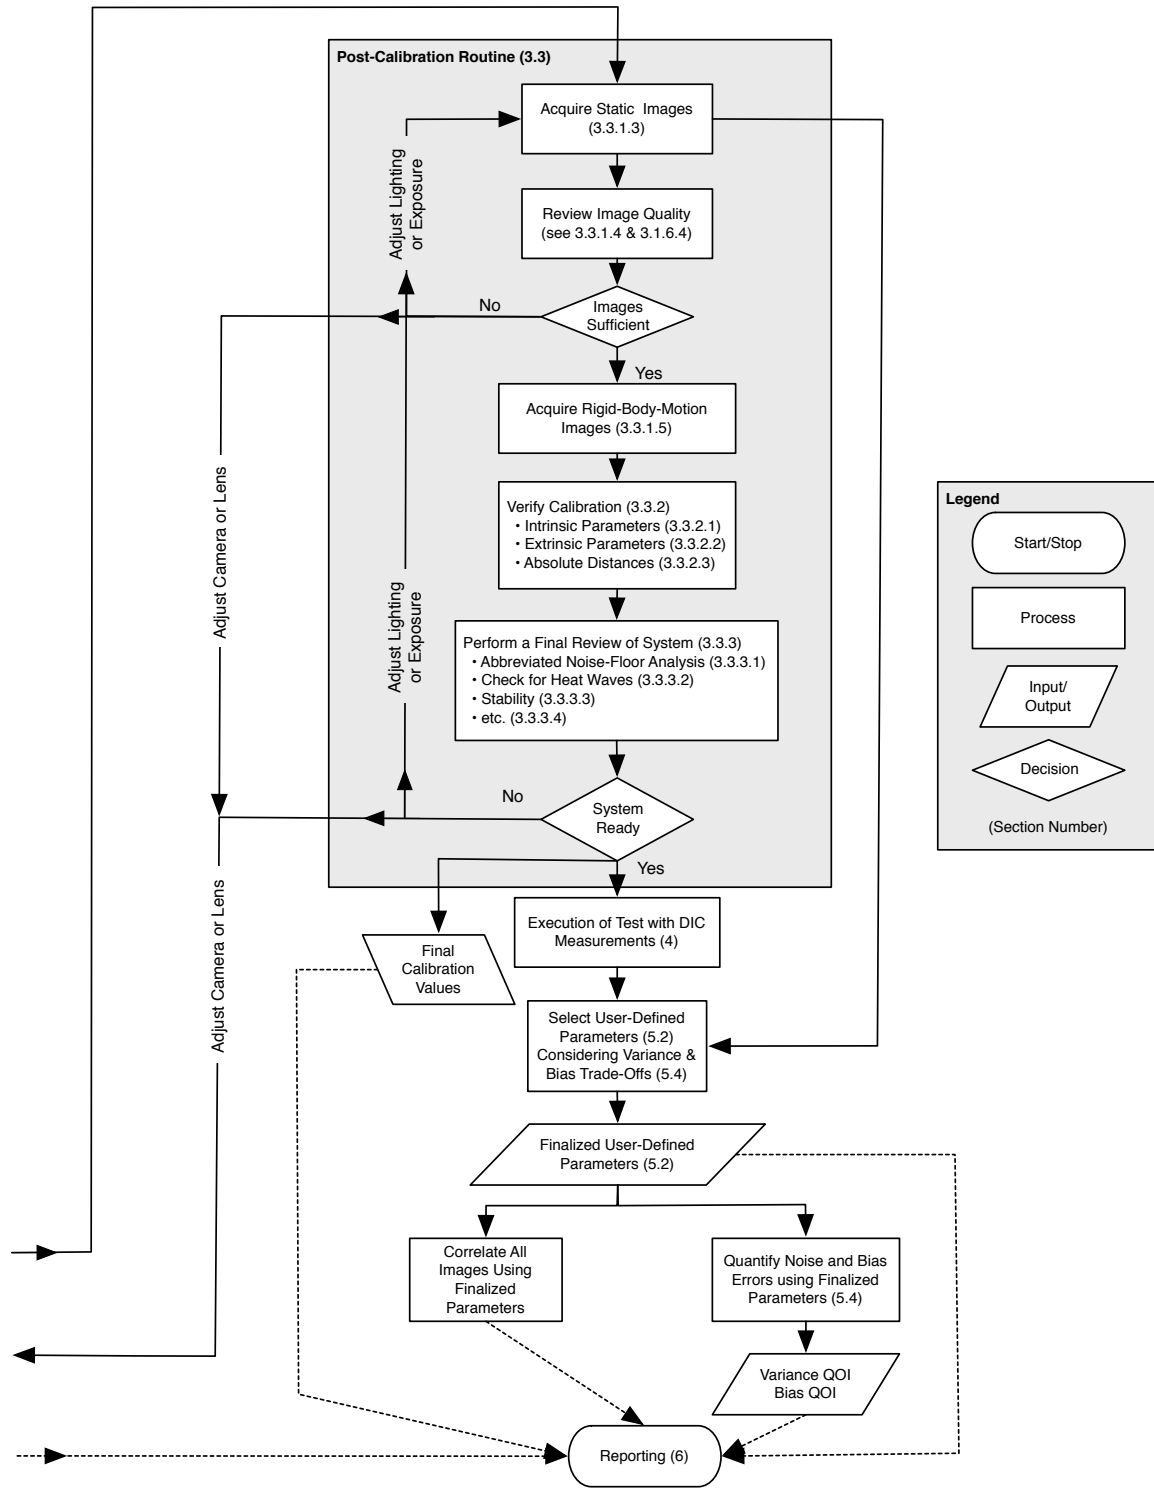 Post-Calibration Routine (3.3)
Acquire Static Images
(3.3.1.3)
Adjust Lighting
or Exposure
Review Image Quality
(see 3.3.1.4 & 3.1.6.4)
No
Images
Sufficient
Yes
Acquire Rigid-Body-Motion
Images (3.3.1.5)
Adjust Camera or Lens
Verify Calibration (3.3.2)
• Intrinsic Parameters (3.3.2.1)
• Extrinsic Parameters (3.3.2.2)
• Absolute Distances (3.3.2.3)
Adjust Lighting
or Exposure
Perform a Final Review of System (3.3.3)
• Abbreviated Noise-Floor Analysis (3.3.3.1)
• Check for Heat Waves (3.3.3.2)
• Stability (3.3.3.3)
• etc. (3.3.3.4)
No
System
Ready
Yes
Legend
Start/Stop
Process
Input/
Output
Decision
(Section Number)
Adjust Camera or Lens
Execution of Test with DIC
Measurements (4)
Final
Calibration
Values
Select User-Defined
Parameters (5.2)
Considering Variance &
Bias Trade-Offs (5.4)
Finalized User-Defined
Parameters (5.2)
Correlate All
Images Using
Finalized
Parameters
Quantify Noise and Bias
Errors using Finalized
Parameters (5.4)
Variance QOI
Bias QOI
Reporting (6)